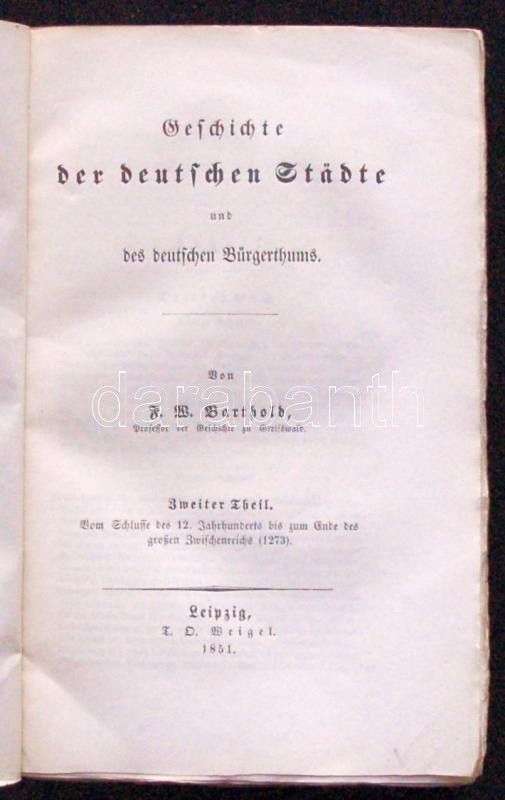 Geschichte
der deutschen Städte
und
des deutschen Bürgerthums.
Von
darabanth
F. W. Barthold,
Professor der Geschichte zu Greifswald.
Zweiter Theil.
Vom Schlusse des 12. Jahrhunderts bis zum Ende des
großen Zwischenreichs (1273).
Leipzig,
T. O. Weigel.
1851.